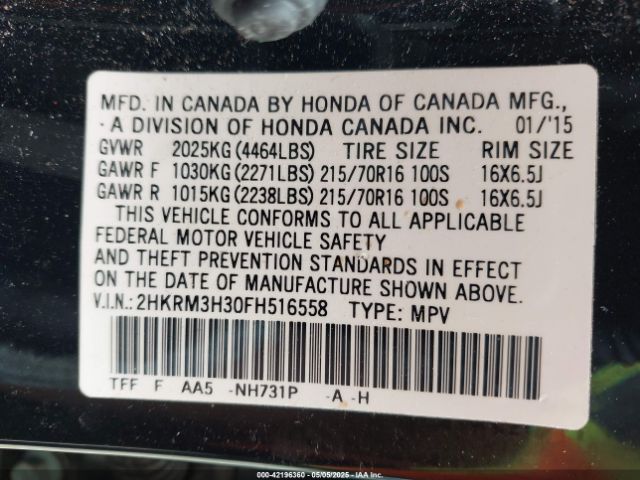 MFD. IN CANADA BY HONDA OF CANADA MFG.,
A DIVISION OF HONDA CANADA INC. 01/'15
GVWR 2025KG(4464LBS) TIRE SIZE RIM SIZE
GAWR F 1030KG(2271LBS) 215/70R16 100S 16X6.5J
GAWR R 1015KG(2238LBS) 215/70R16 100S 16X6.5J
THIS VEHICLE CONFORMS TO ALL APPLICABLE
FEDERAL MOTOR VEHICLE SAFETY
AND THEFT PREVENTION STANDARDS IN EFFECT
ON THE DATE OF MANUFACTURE SHOWN ABOVE.
V.I.N.: 2HKRM3H30FH516558 TYPE: MPV
TFF F AA5 -NH731P -A -H
000-42196360 - 05/05/2025 - IAA Inc.